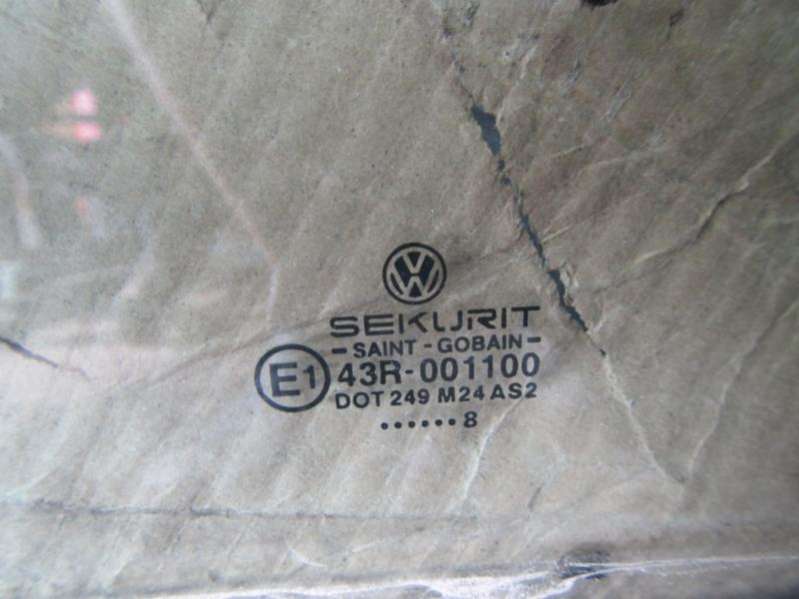 VW
SEKURIT
- SAINT - GOBAIN -
E1 43R-001100
DOT 249 M24 AS2
•••••• 8